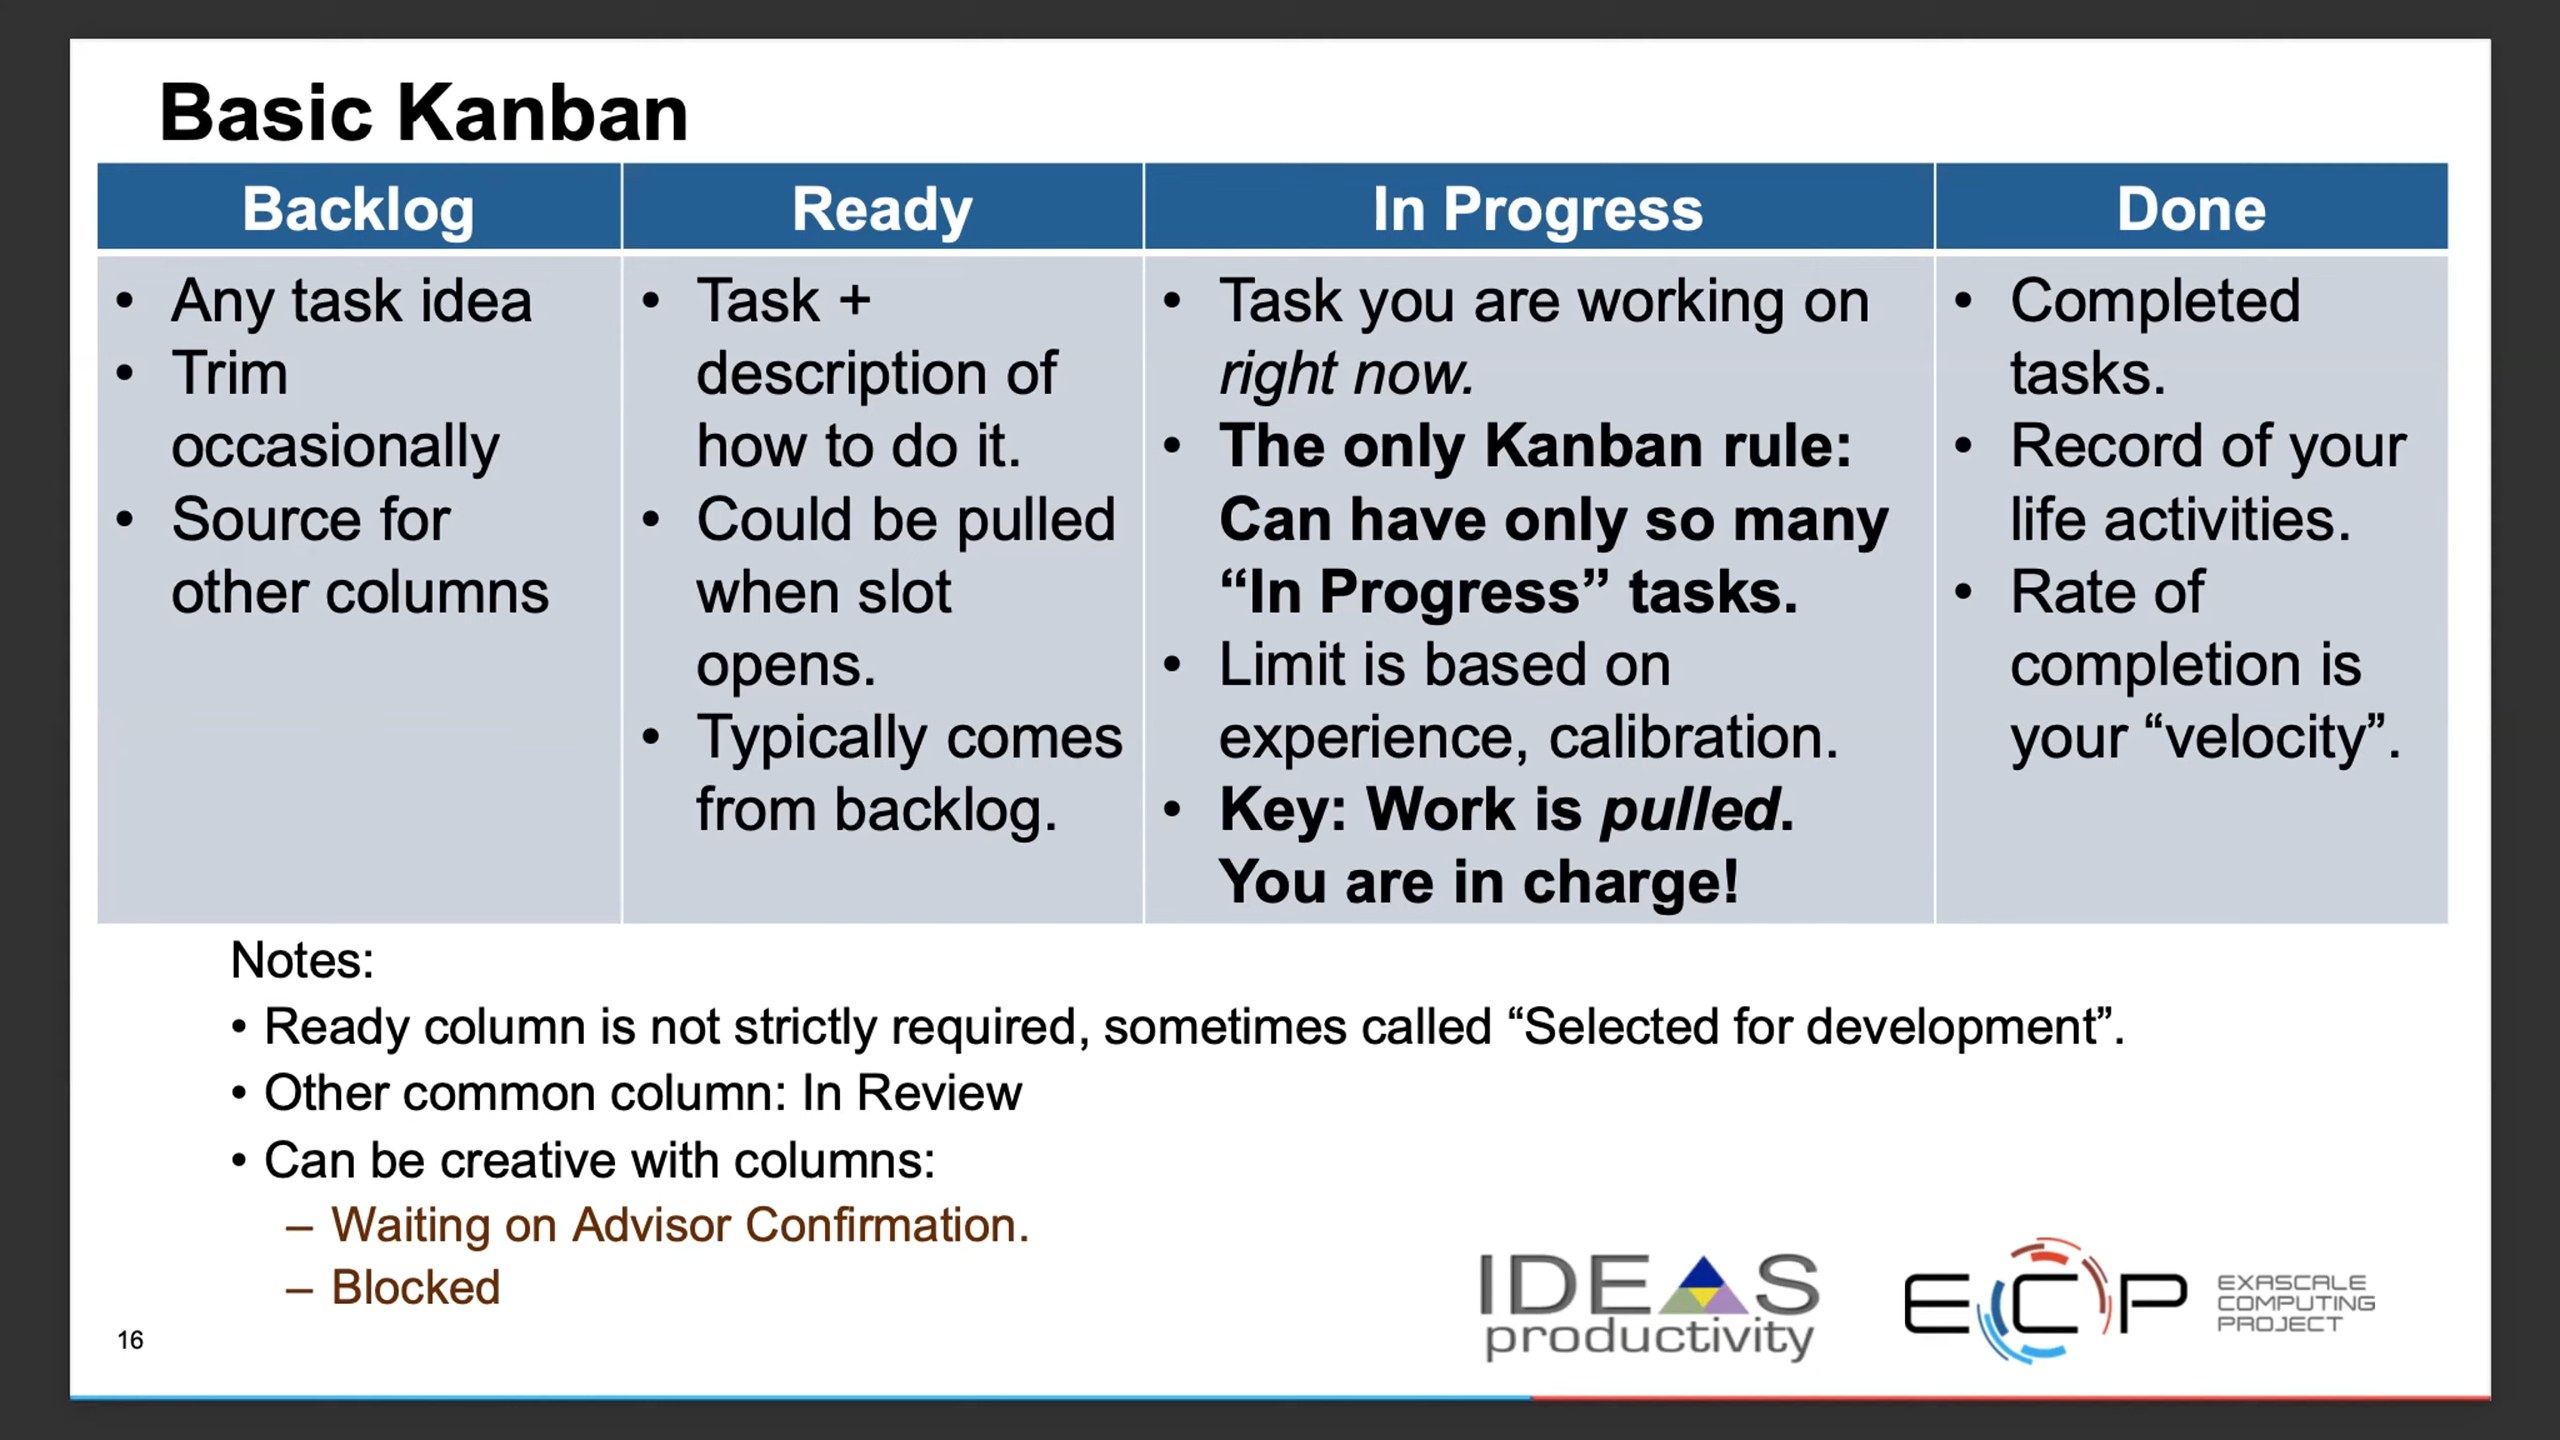 Basic Kanban
Backlog
Ready
In Progress
Done
• Any task idea
• Trim
occasionally
• Source for
other columns
• Task +
description of
how to do it.
• Could be pulled
when slot
opens.
• Typically comes
from backlog.
• Task you are working on
right now.
• The only Kanban rule:
Can have only so many
“In Progress” tasks.
• Limit is based on
experience, calibration.
• Key: Work is pulled.
You are in charge!
• Completed
tasks.
• Record of your
life activities.
• Rate of
completion is
your “velocity”.
Notes:
• Ready column is not strictly required, sometimes called “Selected for development”.
• Other common column: In Review
• Can be creative with columns:
– Waiting on Advisor Confirmation.
– Blocked
16
IDEAS
productivity
ECP
EXASCALE
COMPUTING
PROJECT